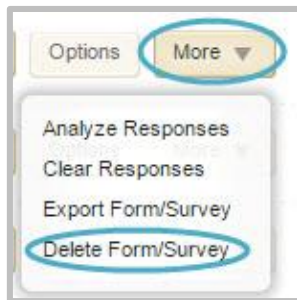 Options More ▼
Analyze Responses
Clear Responses
Export Form/Survey
Delete Form/Survey